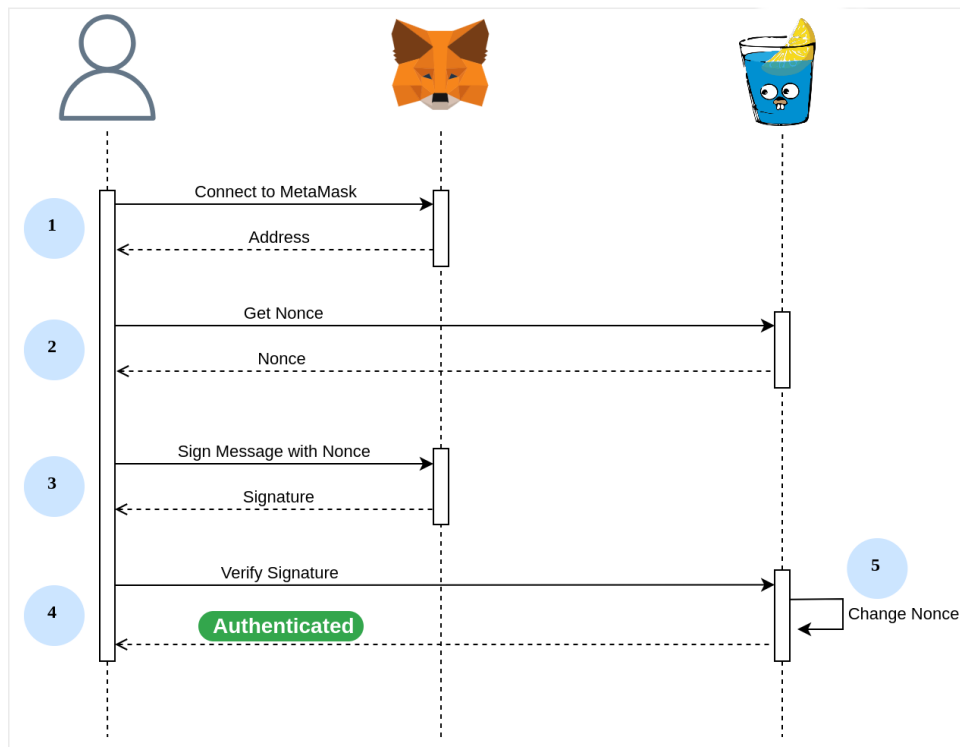 Connect to MetaMask
1
Address
Get Nonce
2
Nonce
Sign Message with Nonce
3
Signature
Verify Signature
5
4
Authenticated
Change Nonce